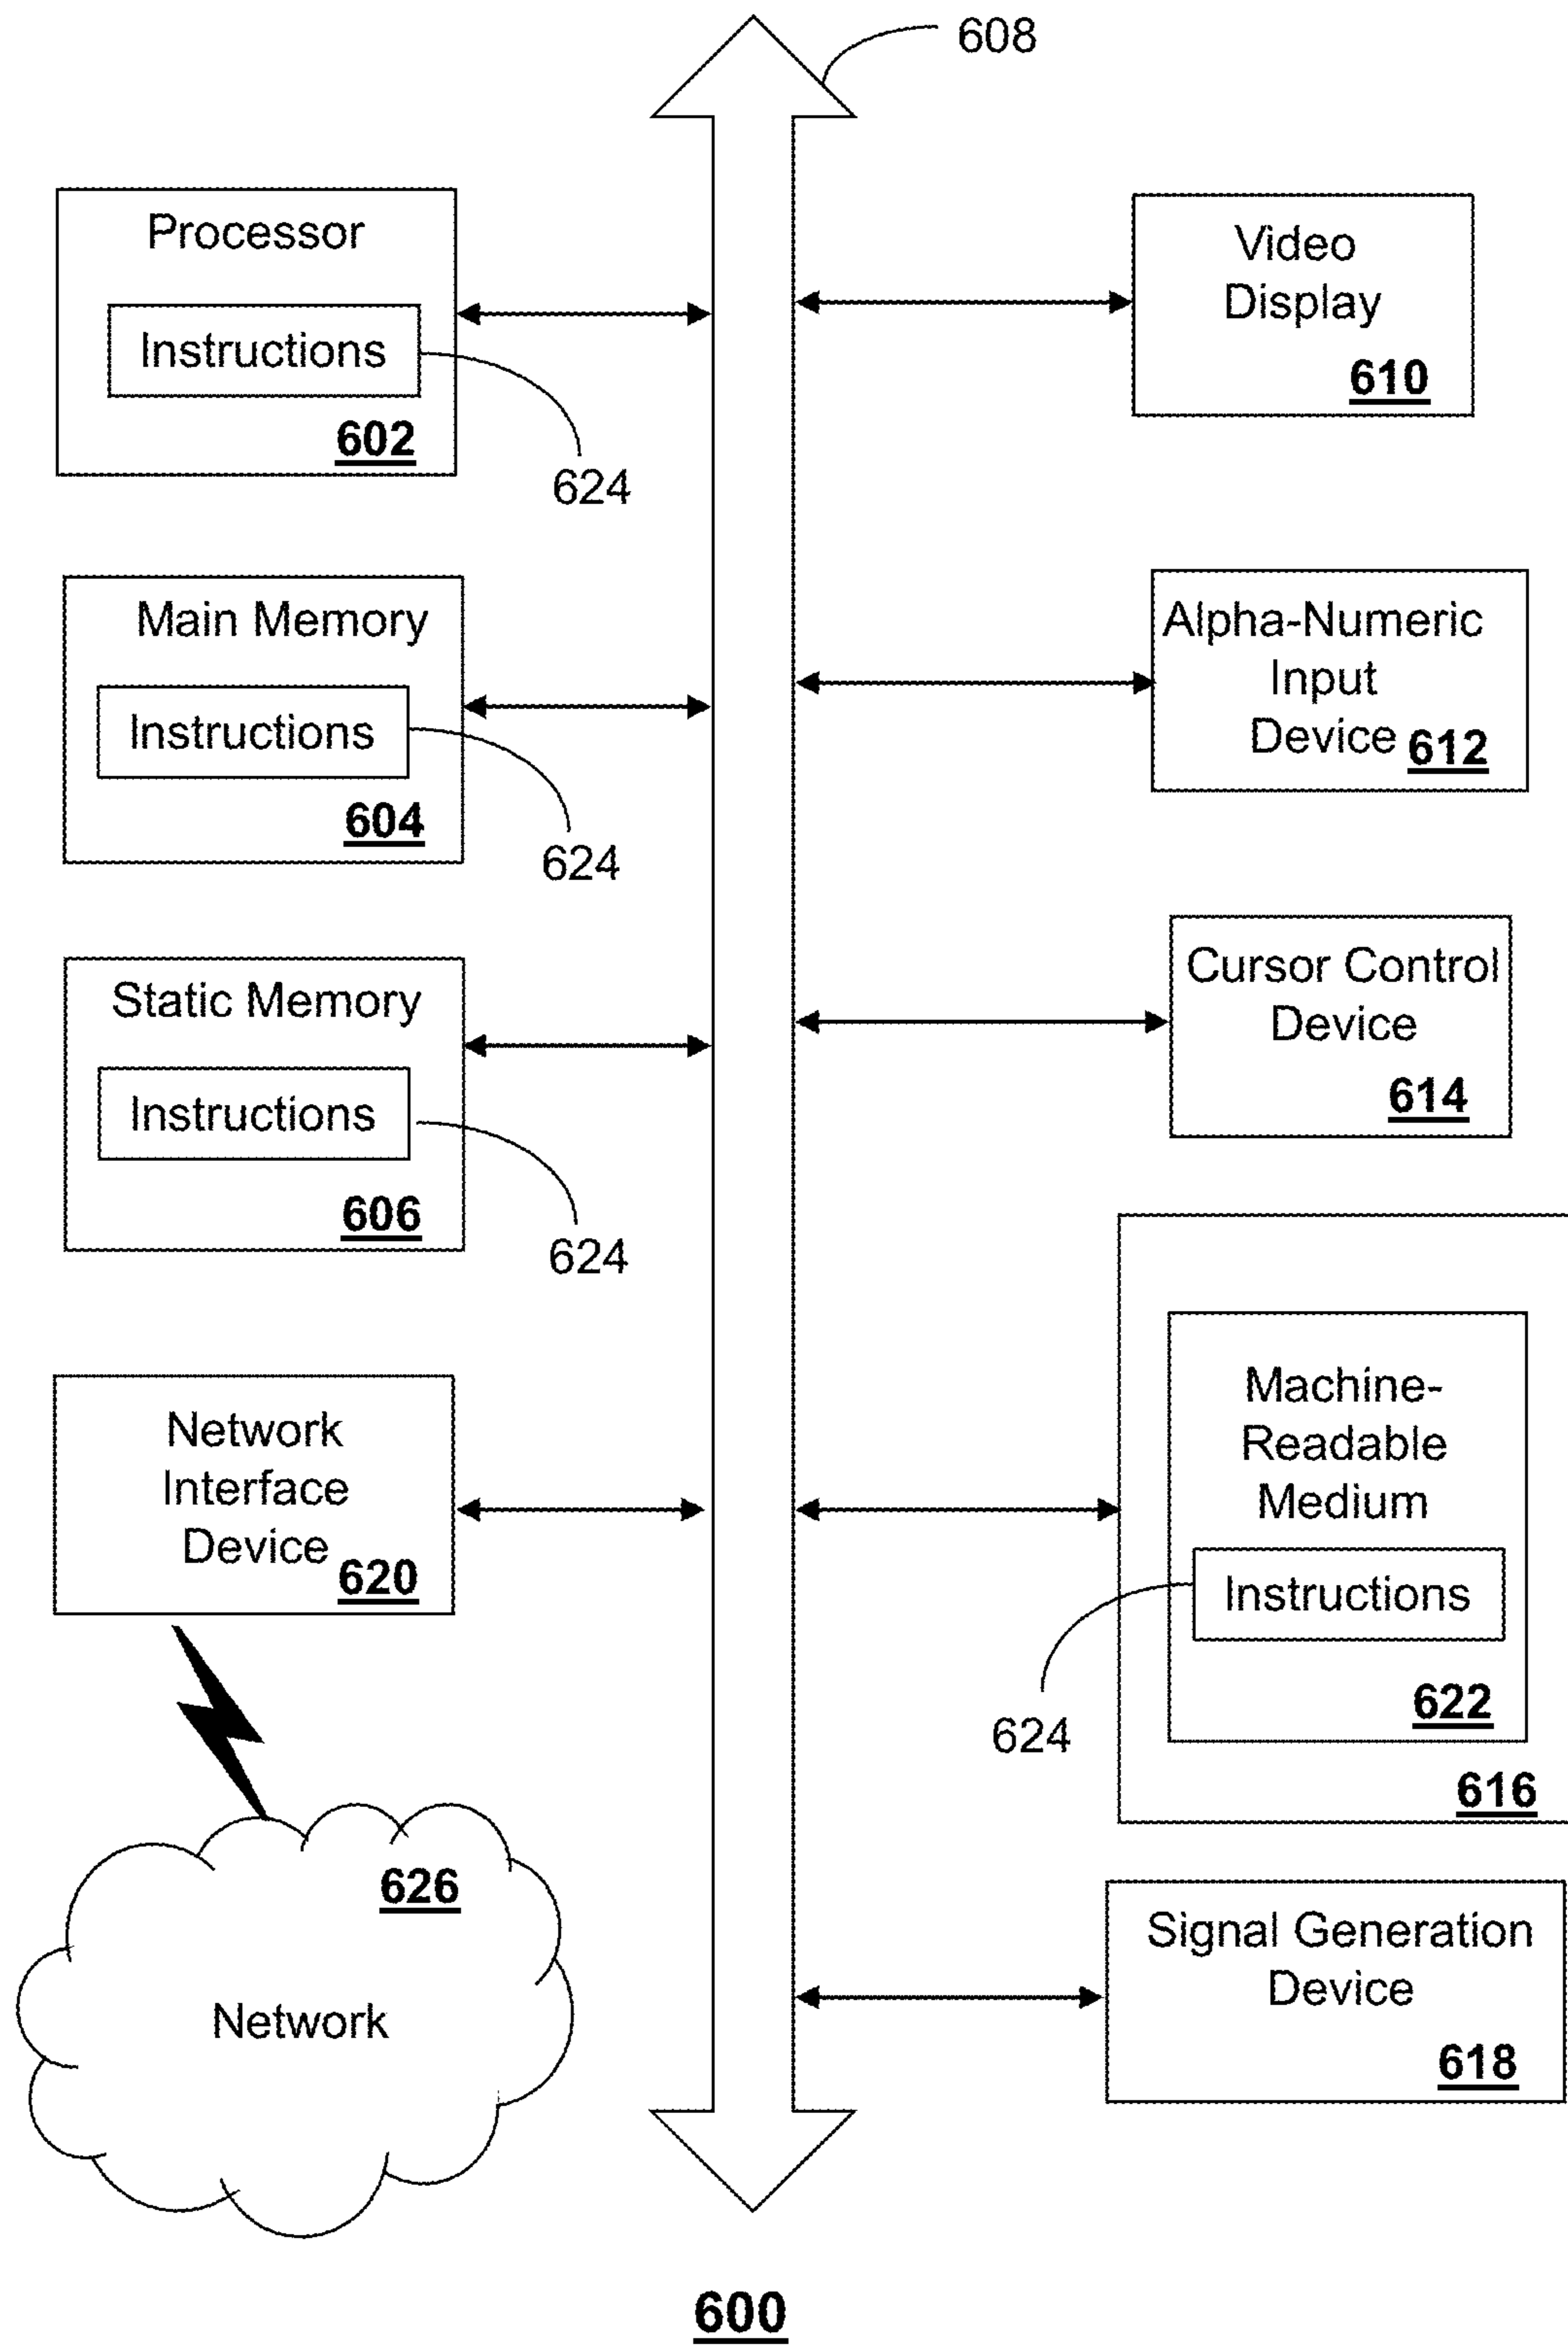 608
Processor
Instructions
602
624
Main Memory
Instructions
604
624
Static Memory
Instructions
606
624
Network
Interface
Device
620
626
Network
Video
Display
610
Alpha-Numeric
Input
Device
612
Cursor Control
Device
614
Machine-
Readable
Medium
Instructions
622
624
616
Signal Generation
Device
618
600